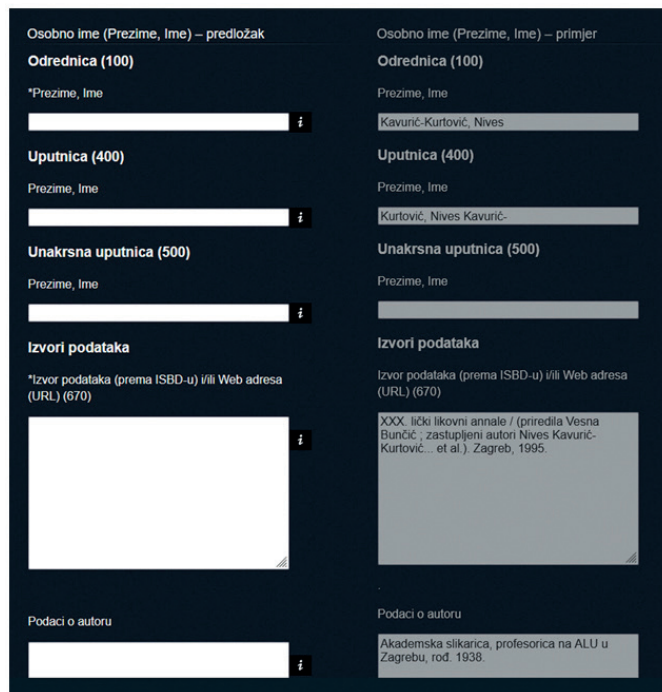 Osobno ime (Prezime, Ime) – predložak
Odrednica (100)
*Prezime, Ime
i
Uputnica (400)
Prezime, Ime
i
Unakrsna uputnica (500)
Prezime, Ime
i
Izvori podataka
*Izvor podataka (prema ISBD-u) i/ili Web adresa
(URL) (670)
i
Podaci o autoru
i
Osobno ime (Prezime, Ime) – primjer
Odrednica (100)
Prezime, Ime
Kavurić-Kurtović, Nives
Uputnica (400)
Prezime, Ime
Kurtović, Nives Kavurić-
Unakrsna uputnica (500)
Prezime, Ime
Izvori podataka
Izvor podataka (prema ISBD-u) i/ili Web adresa
(URL) (670)
XXX. lički likovni annale / (priredila Vesna
Bunčić ; zastupljeni autori Nives Kavurić-
Kurtović... et al.). Zagreb, 1995.
.
Podaci o autoru
Akademska slikarica, profesorica na ALU u
Zagrebu, rođ. 1938.